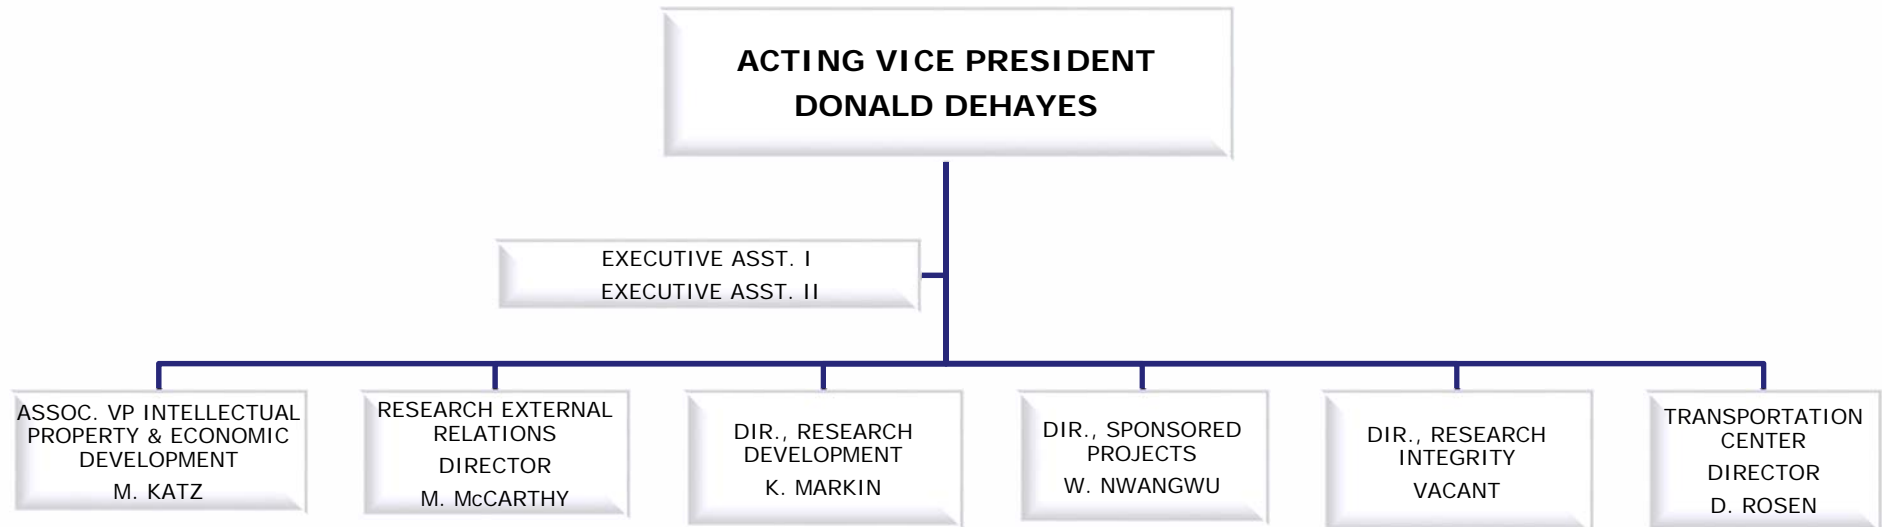 ACTING VICE PRESIDENT
DONALD DEHAYES
EXECUTIVE ASST. I
EXECUTIVE ASST. II
ASSOC. VP INTELLECTUAL
PROPERTY & ECONOMIC
DEVELOPMENT
M. KATZ
RESEARCH EXTERNAL
RELATIONS
DIRECTOR
M. McCARTHY
DIR., RESEARCH
DEVELOPMENT
K. MARKIN
DIR., SPONSORED
PROJECTS
W. NWANGWU
DIR., RESEARCH
INTEGRITY
VACANT
TRANSPORTATION
CENTER
DIRECTOR
D. ROSEN